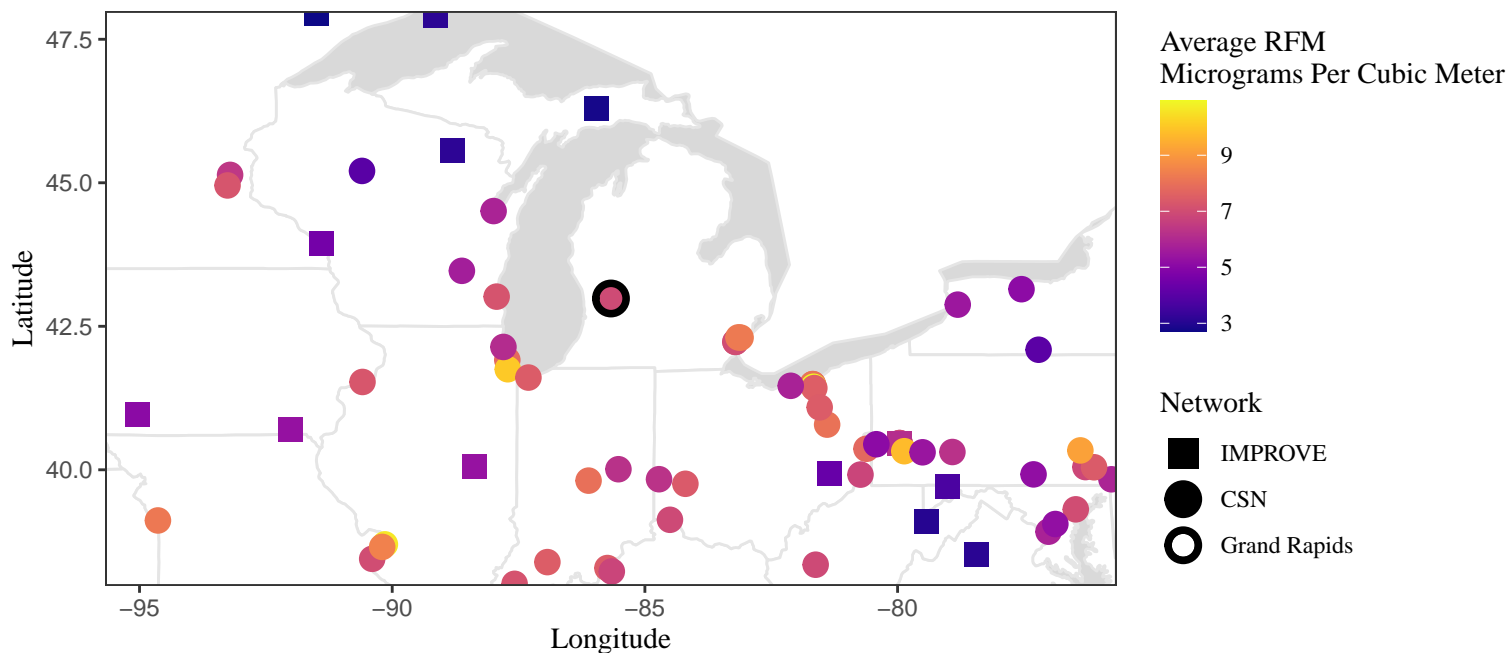 47.5
45.0
42.5
40.0
Latitude
−95
−90
−85
−80
Longitude
Average RFM
Micrograms Per Cubic Meter
9
7
5
3
Network
IMPROVE
CSN
Grand Rapids